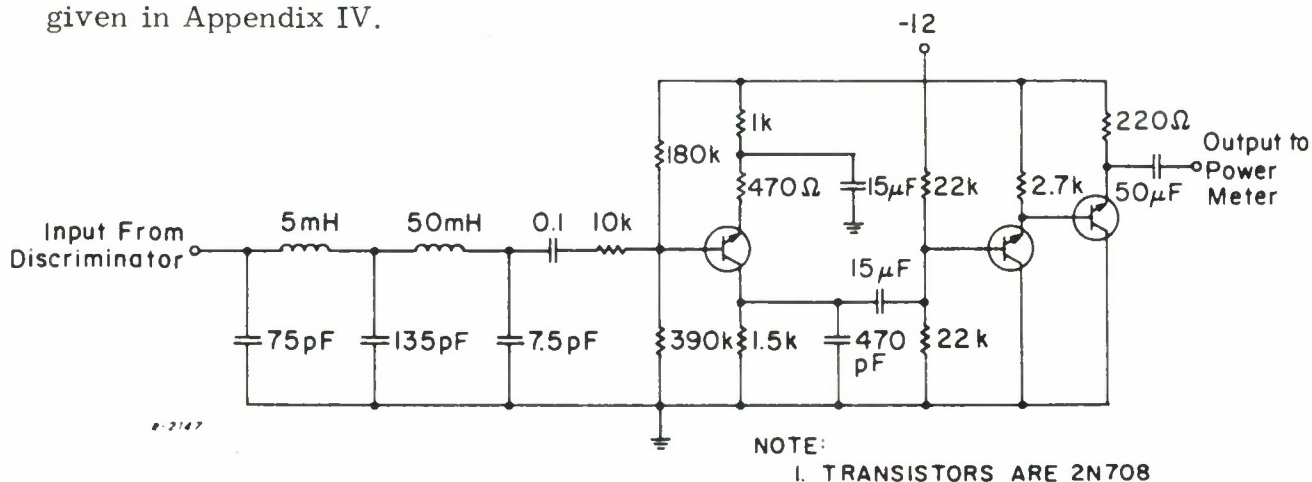 given in Appendix IV.
-12
1k
180k
470Ω
15μF
22k
2.7k
220Ω
Output to
Power
Meter
50μF
Input From
Discriminator
5mH
50mH
0.1
10k
15μF
75pF
135pF
7.5pF
390k
1.5k
470
pF
22k
R-2147
NOTE:
1. TRANSISTORS ARE 2N708